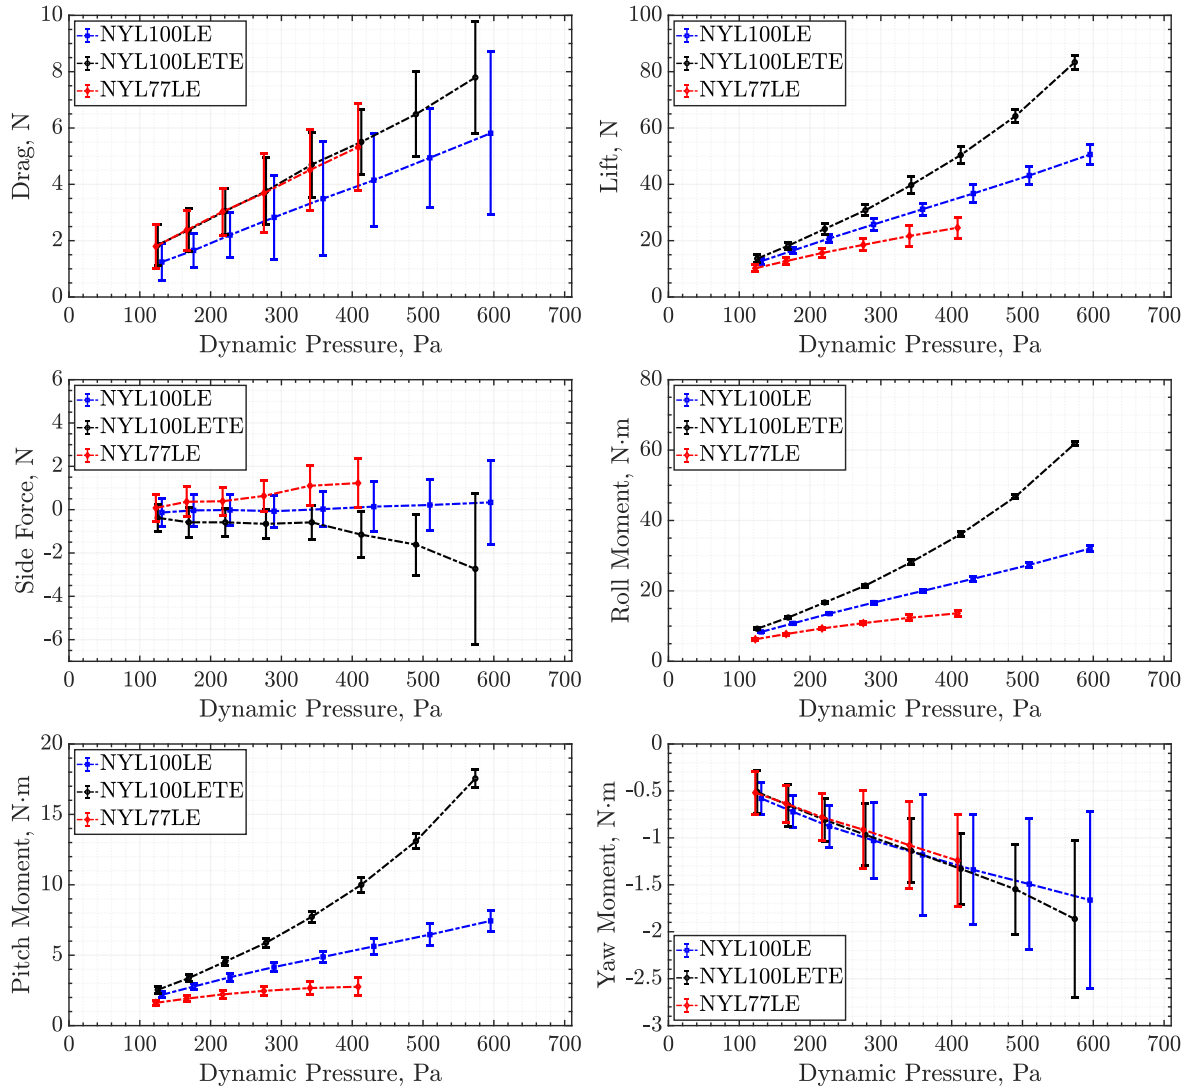 Drag, N
10
8
6
4
2
0
NYL100LE
NYL100LETE
NYL77LE
0 100 200 300 400 500 600 700
Dynamic Pressure, Pa
Lift, N
100
80
60
40
20
0
NYL100LE
NYL100LETE
NYL77LE
0 100 200 300 400 500 600 700
Dynamic Pressure, Pa
Side Force, N
6
4
2
0
-2
-4
-6
NYL100LE
NYL100LETE
NYL77LE
0 100 200 300 400 500 600 700
Dynamic Pressure, Pa
Roll Moment, N·m
80
60
40
20
0
NYL100LE
NYL100LETE
NYL77LE
0 100 200 300 400 500 600 700
Dynamic Pressure, Pa
Pitch Moment, N·m
20
15
10
5
0
NYL100LE
NYL100LETE
NYL77LE
0 100 200 300 400 500 600 700
Dynamic Pressure, Pa
Yaw Moment, N·m
0
-0.5
-1
-1.5
-2
-2.5
-3
NYL100LE
NYL100LETE
NYL77LE
0 100 200 300 400 500 600 700
Dynamic Pressure, Pa